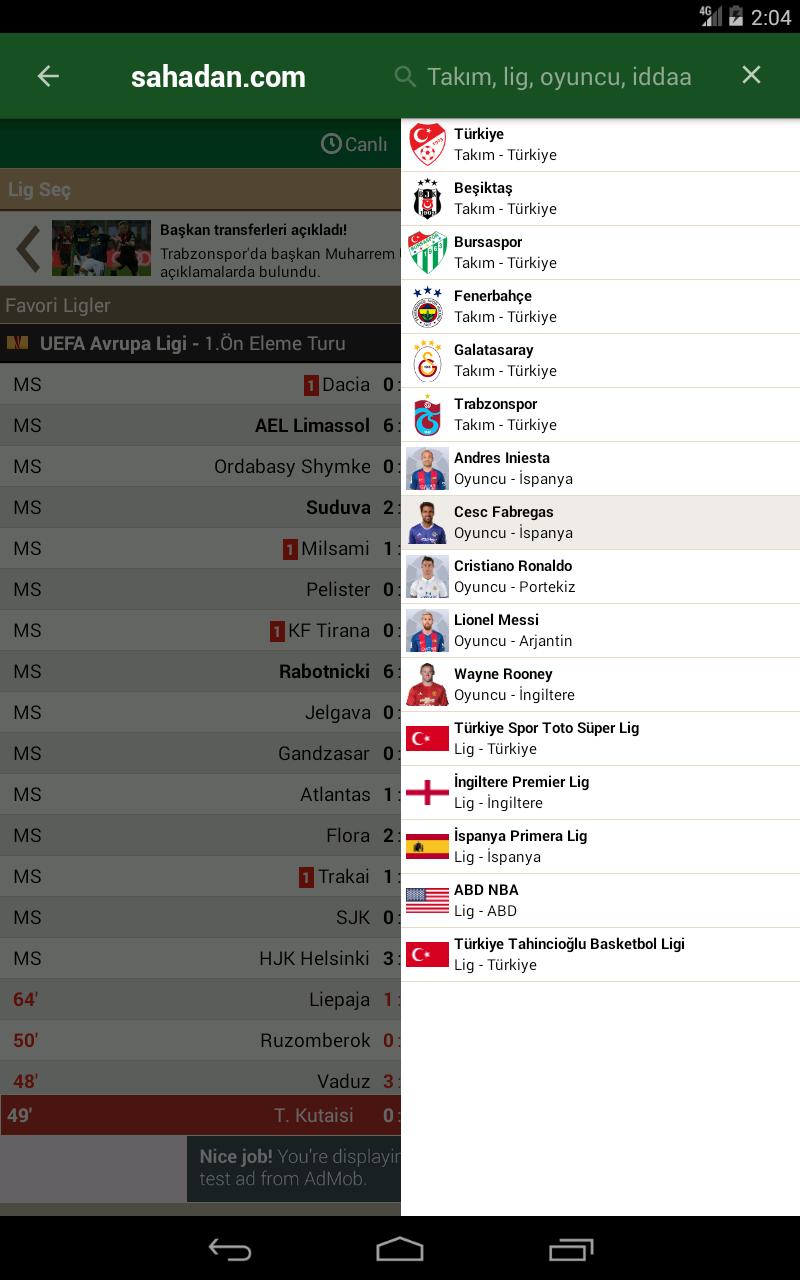 4G 2:04
sahadan.com
Takım, lig, oyuncu, iddaa
Canlı
Lig Seç
Başkan transferleri açıkladı!
Trabzonspor'da başkan Muharrem
açıklamalarda bulundu.
Favori Ligler
UEFA Avrupa Ligi - 1.Ön Eleme Turu
MS 1 Dacia 0 :
MS AEL Limassol 6 :
MS Ordabasy Shymke 0 :
MS Suduva 2 :
MS 1 Milsami 1 :
MS Pelister 0 :
MS 1 KF Tirana 0 :
MS Rabotnicki 6 :
MS Jelgava 0 :
MS Gandzasar 0 :
MS Atlantas 1 :
MS Flora 2 :
MS 1 Trakai 1 :
MS SJK 0 :
MS HJK Helsinki 3 :
64' Liepaja 1 :
50' Ruzomberok 0 :
48' Vaduz 3 :
49' T. Kutaisi 0 :
Nice job! You're displayin
test ad from AdMob.
Türkiye
Takım - Türkiye
Beşiktaş
Takım - Türkiye
Bursaspor
Takım - Türkiye
Fenerbahçe
Takım - Türkiye
Galatasaray
Takım - Türkiye
Trabzonspor
Takım - Türkiye
Andres Iniesta
Oyuncu - İspanya
Cesc Fabregas
Oyuncu - İspanya
Cristiano Ronaldo
Oyuncu - Portekiz
Lionel Messi
Oyuncu - Arjantin
Wayne Rooney
Oyuncu - İngiltere
Türkiye Spor Toto Süper Lig
Lig - Türkiye
İngiltere Premier Lig
Lig - İngiltere
İspanya Primera Lig
Lig - İspanya
ABD NBA
Lig - ABD
Türkiye Tahincioğlu Basketbol Ligi
Lig - Türkiye